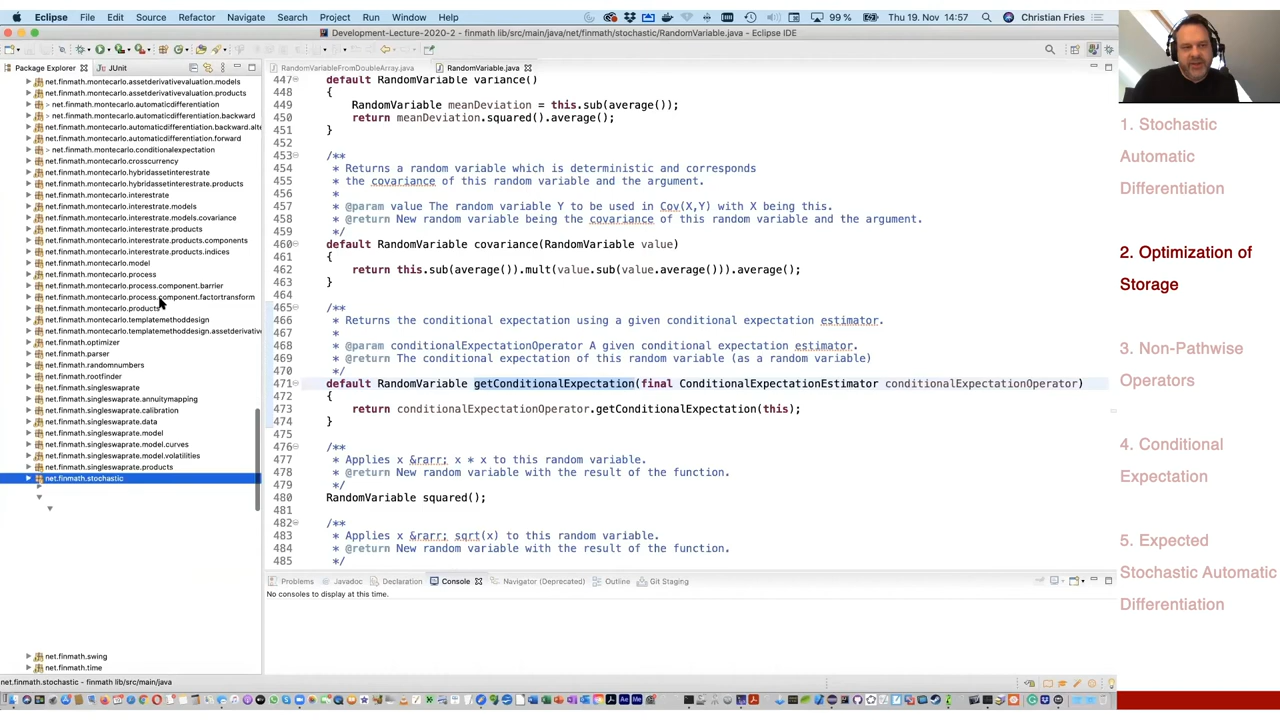 Eclipse File Edit Source Refactor Navigate Search Project Run Window Help 99 % Thu 19. Nov 14:57 Christian Fries
Development-Lecture-2020-2 - finmath lib/src/main/java/net/finmath/stochastic/RandomVariable.java - Eclipse IDE
Package Explorer JUnit
net.finmath.montecarlo.assetderivativevaluation.models
net.finmath.montecarlo.assetderivativevaluation.products
> net.finmath.montecarlo.automaticdifferentiation
> net.finmath.montecarlo.automaticdifferentiation.backward
net.finmath.montecarlo.automaticdifferentiation.backward.alte
net.finmath.montecarlo.automaticdifferentiation.forward
> net.finmath.montecarlo.conditionalexpectation
net.finmath.montecarlo.crosscurrency
net.finmath.montecarlo.hybridassetinterestrate
net.finmath.montecarlo.hybridassetinterestrate.products
net.finmath.montecarlo.interestrate
net.finmath.montecarlo.interestrate.models
net.finmath.montecarlo.interestrate.models.covariance
net.finmath.montecarlo.interestrate.products
net.finmath.montecarlo.interestrate.products.components
net.finmath.montecarlo.interestrate.products.indices
net.finmath.montecarlo.model
net.finmath.montecarlo.process
net.finmath.montecarlo.process.component.barrier
net.finmath.montecarlo.process.component.factortransform
net.finmath.montecarlo.products
net.finmath.montecarlo.templatemethoddesign
net.finmath.montecarlo.templatemethoddesign.assetderivative
net.finmath.optimizer
net.finmath.parser
net.finmath.randomnumbers
net.finmath.rootfinder
net.finmath.singleswaprate
net.finmath.singleswaprate.annuitymapping
net.finmath.singleswaprate.calibration
net.finmath.singleswaprate.data
net.finmath.singleswaprate.model
net.finmath.singleswaprate.model.curves
net.finmath.singleswaprate.model.volatilities
net.finmath.singleswaprate.products
net.finmath.stochastic
net.finmath.swing
net.finmath.time
RandomVariableFromDoubleArray.java RandomVariable.java
447 default RandomVariable variance()
448 {
449 RandomVariable meanDeviation = this.sub(average());
450 return meanDeviation.squared().average();
451 }
452
453 /**
454 * Returns a random variable which is deterministic and corresponds
455 * the covariance of this random variable and the argument.
456 *
457 * @param value The random variable Y to be used in Cov(X,Y) with X being this.
458 * @return New random variable being the covariance of this random variable and the argument.
459 */
460 default RandomVariable covariance(RandomVariable value)
461 {
462 return this.sub(average()).mult(value.sub(value.average())).average();
463 }
464
465 /**
466 * Returns the conditional expectation using a given conditional expectation estimator.
467 *
468 * @param conditionalExpectationOperator A given conditional expectation estimator.
469 * @return The conditional expectation of this random variable (as a random variable)
470 */
471 default RandomVariable getConditionalExpectation(final ConditionalExpectationEstimator conditionalExpectationOperator)
472 {
473 return conditionalExpectationOperator.getConditionalExpectation(this);
474 }
475
476 /**
477 * Applies x &rarr; x * x to this random variable.
478 * @return New random variable with the result of the function.
479 */
480 RandomVariable squared();
481
482 /**
483 * Applies x &rarr; sqrt(x) to this random variable.
484 * @return New random variable with the result of the function.
485 */
Problems Javadoc Declaration Console Navigator (Deprecated) Outline Git Staging
No consoles to display at this time.
net.finmath.stochastic - finmath lib/src/main/java
1. Stochastic
Automatic
Differentiation
2. Optimization of
Storage
3. Non-Pathwise
Operators
4. Conditional
Expectation
5. Expected
Stochastic Automatic
Differentiation